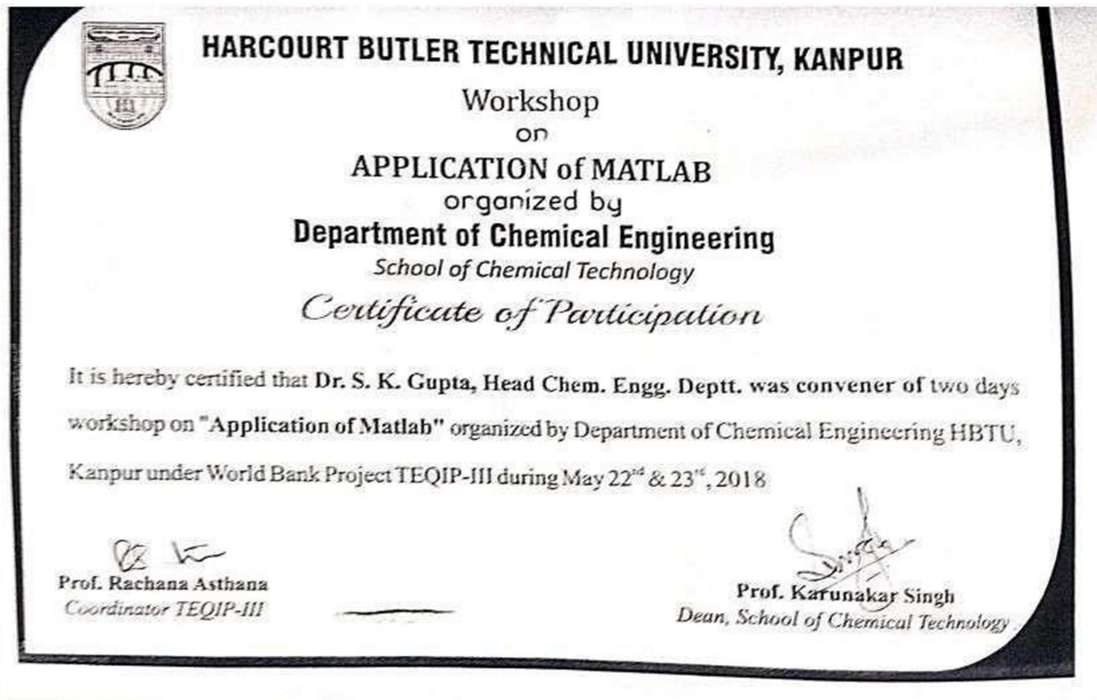 HARCOURT BUTLER TECHNICAL UNIVERSITY, KANPUR
Workshop
on
APPLICATION of MATLAB
organized by
Department of Chemical Engineering
School of Chemical Technology
Certificate of Participation
It is hereby certified that Dr. S. K. Gupta, Head Chem. Engg. Deptt. was convener of two days
workshop on "Application of Matlab" organized by Department of Chemical Engineering HBTU,
Kanpur under World Bank Project TEQIP-III during May 22nd & 23rd, 2018
Prof. Rachana Asthana
Coordinator TEQIP-III
Prof. Karunakar Singh
Dean, School of Chemical Technology